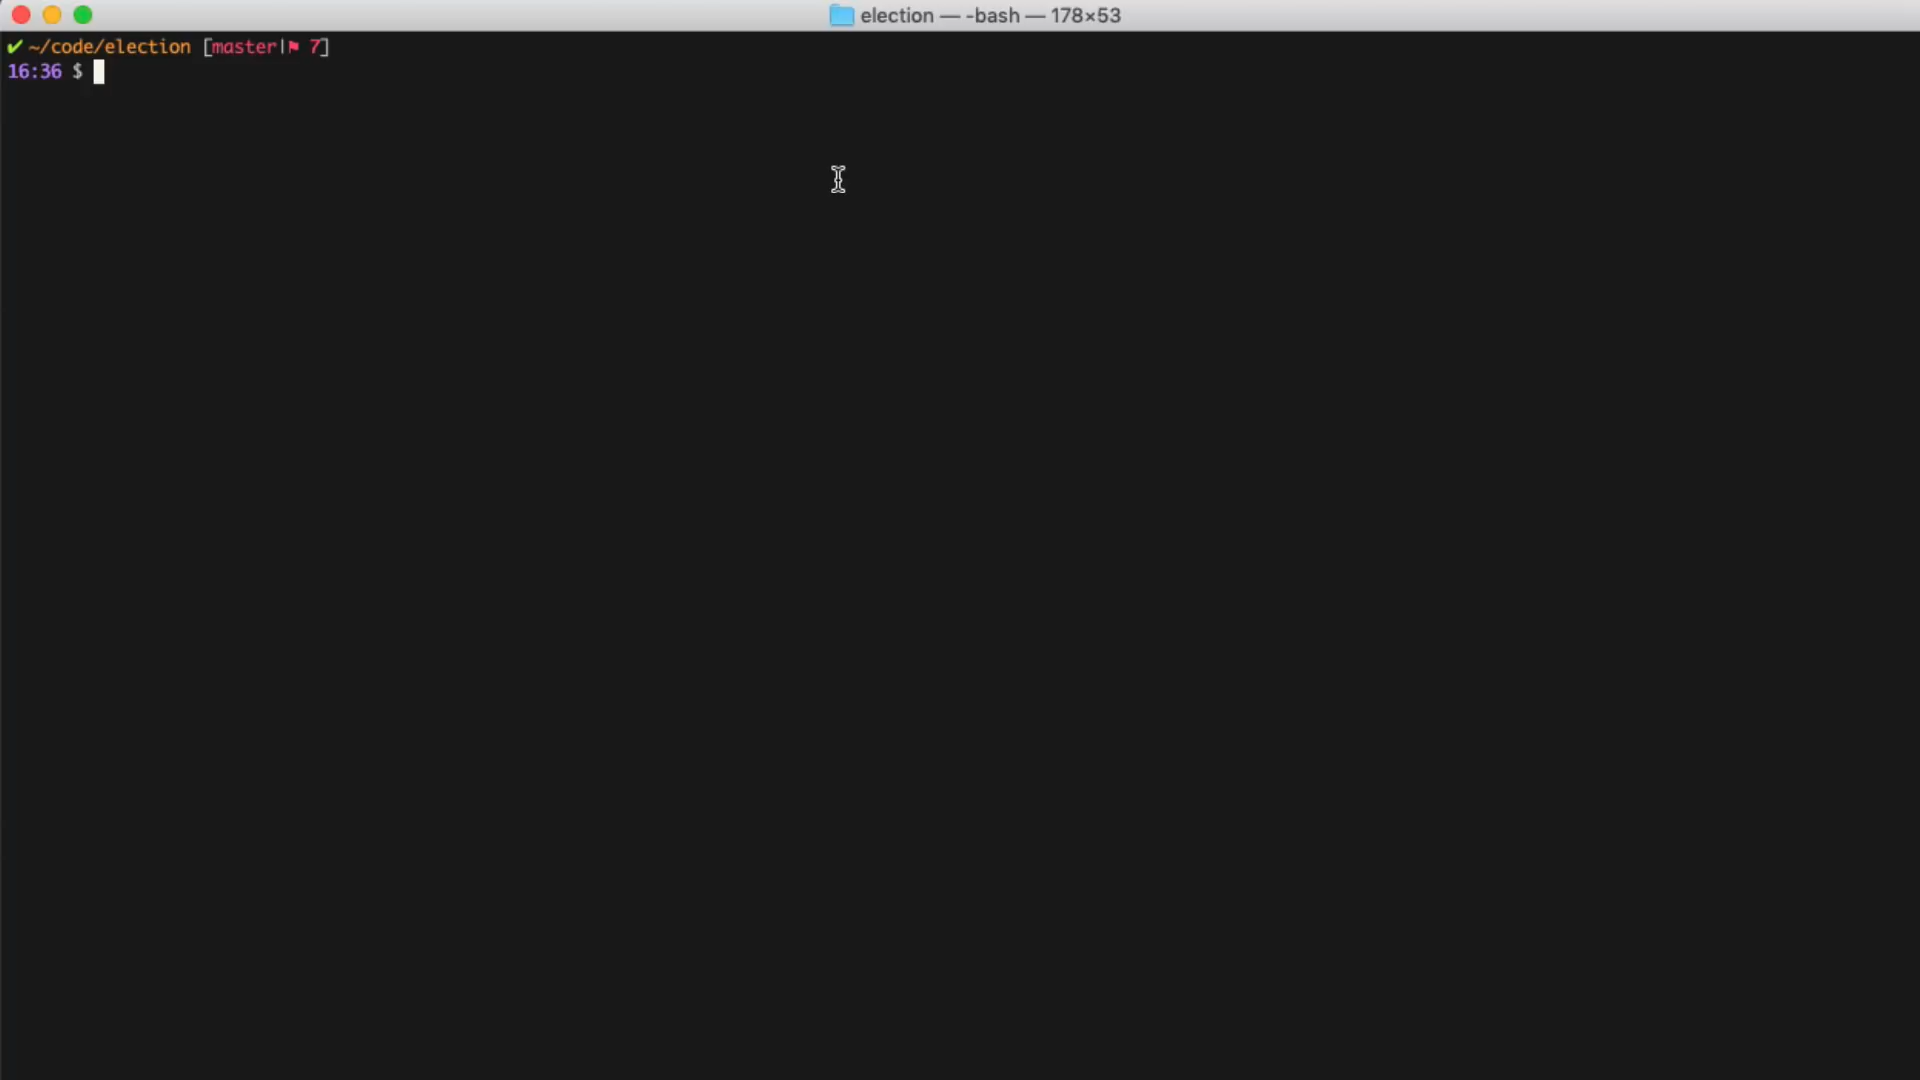 election — -bash — 178×53
✔ ~/code/election [master|⚑ 7]
16:36 $